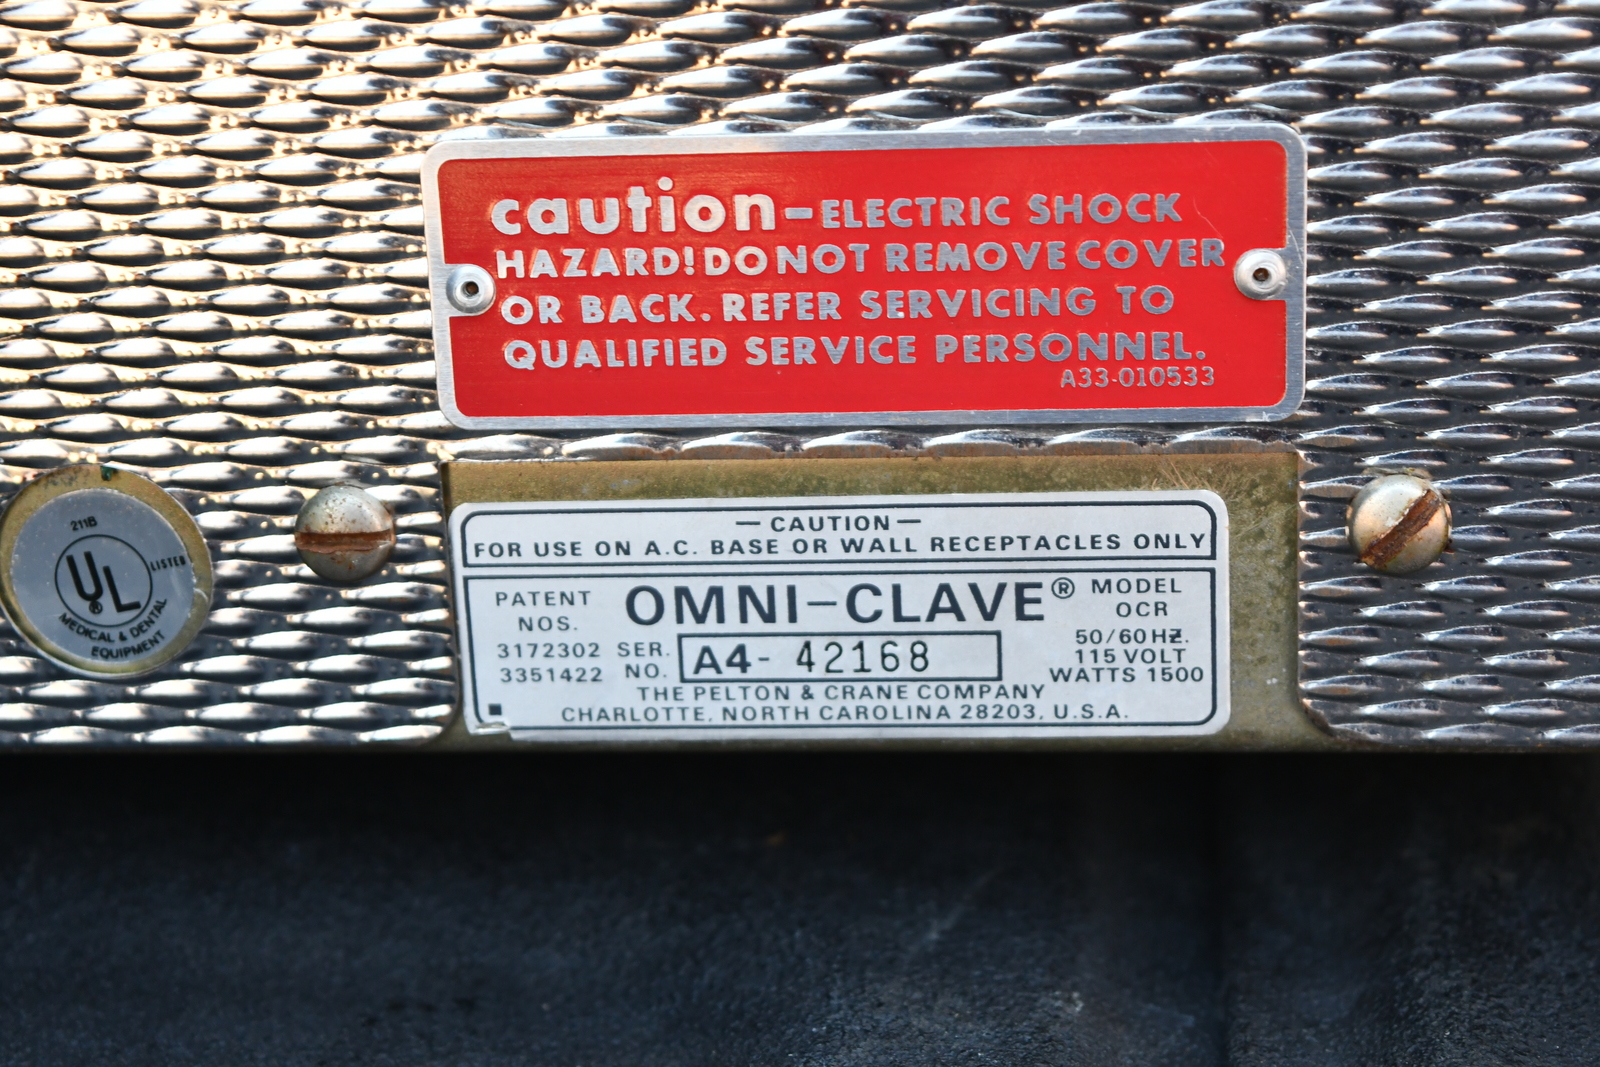 caution-ELECTRIC SHOCK
HAZARD! DO NOT REMOVE COVER
OR BACK. REFER SERVICING TO
QUALIFIED SERVICE PERSONNEL.
A33-010533
211B
LISTED
UL
®
MEDICAL & DENTAL
EQUIPMENT
— CAUTION —
FOR USE ON A.C. BASE OR WALL RECEPTACLES ONLY
PATENT
NOS.
3172302
3351422
OMNI-CLAVE®
SER.
NO.
A4- 42168
MODEL
OCR
50/60 HZ.
115 VOLT
WATTS 1500
THE PELTON & CRANE COMPANY
CHARLOTTE, NORTH CAROLINA 28203, U.S.A.